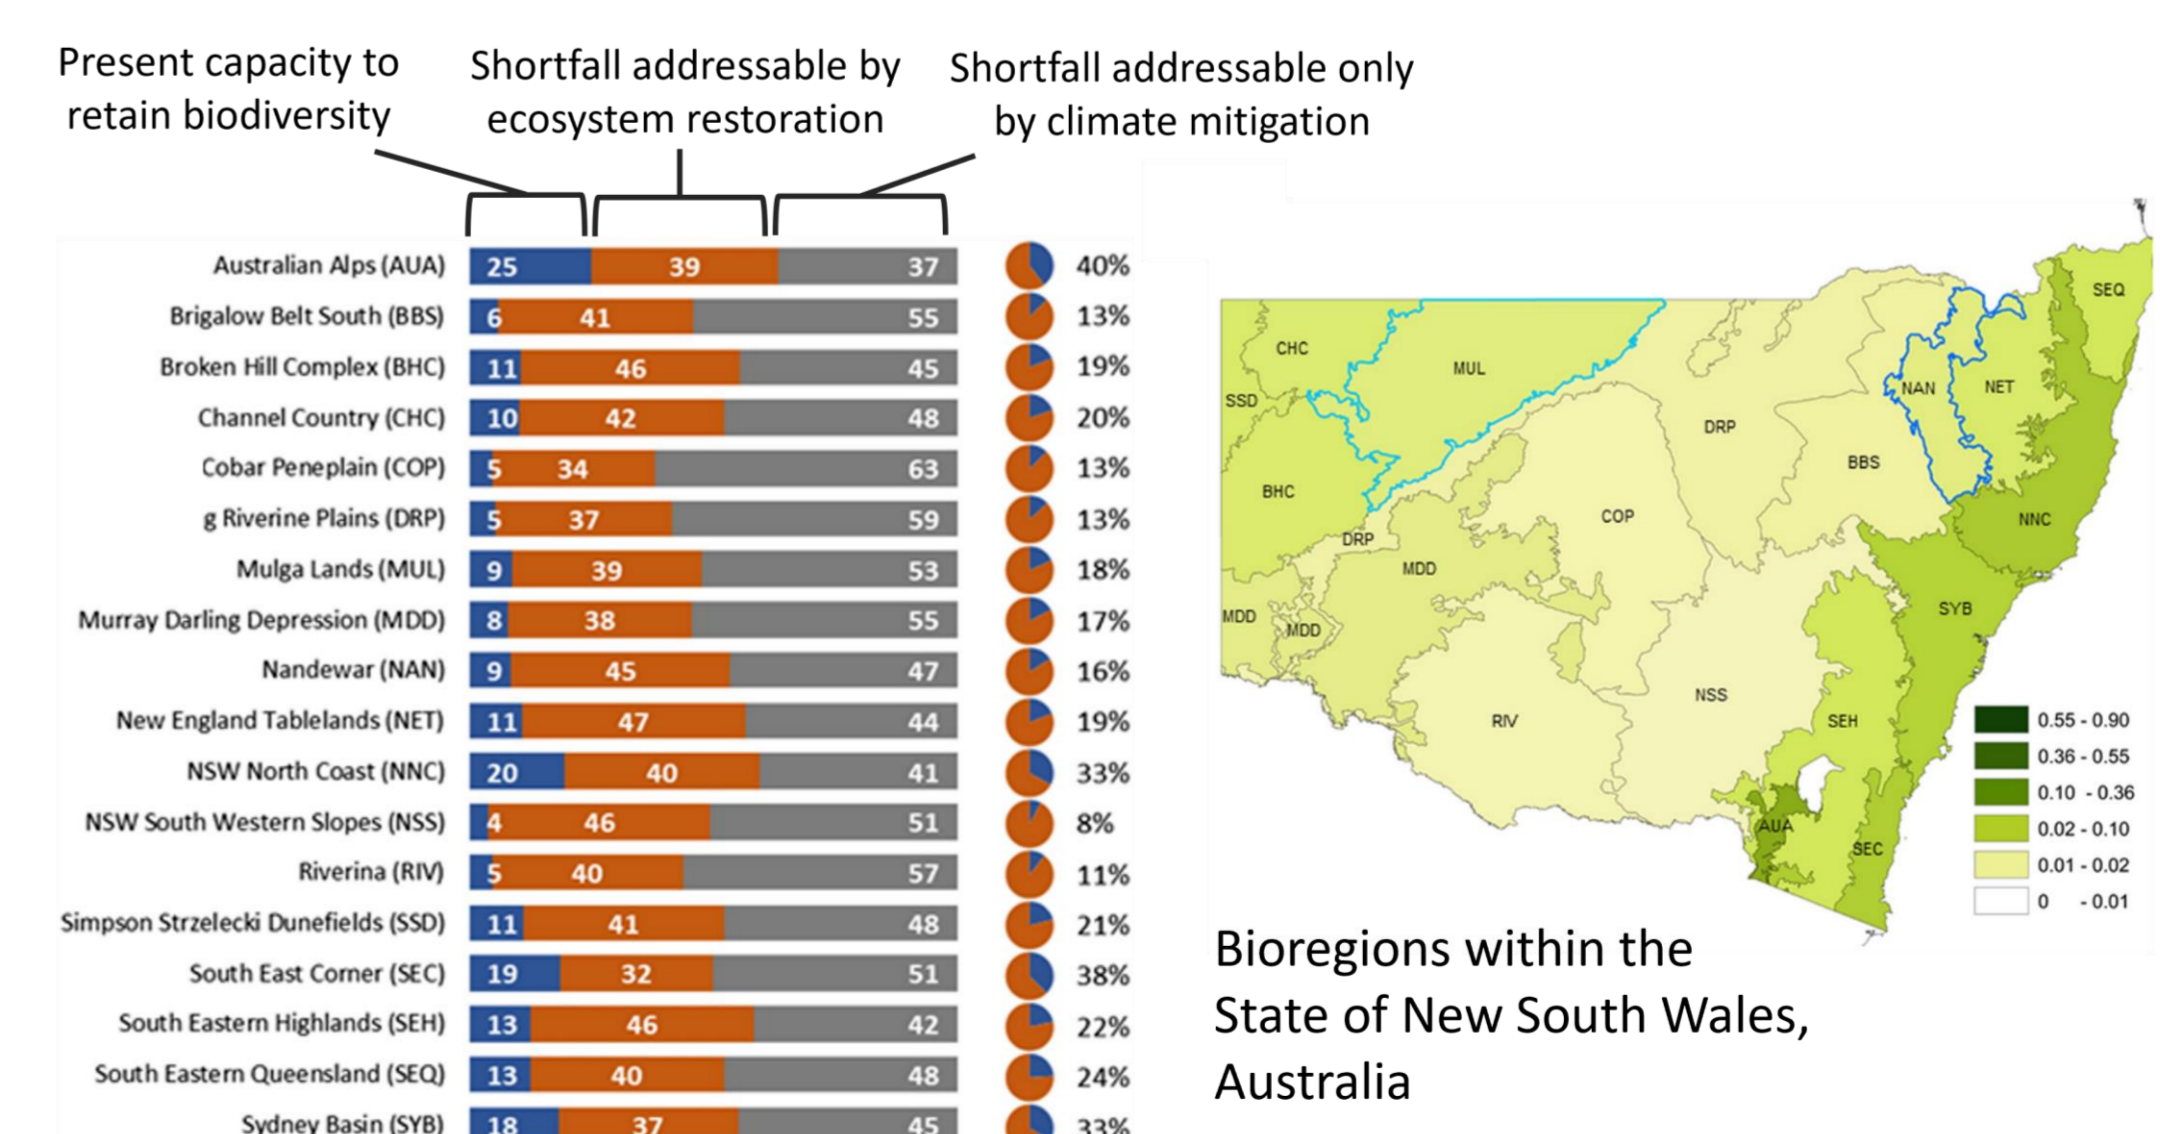 Present capacity to
retain biodiversity
Shortfall addressable by
ecosystem restoration
Shortfall addressable only
by climate mitigation
Australian Alps (AUA) 25 39 37 40%
Brigalow Belt South (BBS) 6 41 55 13%
Broken Hill Complex (BHC) 11 46 45 19%
Channel Country (CHC) 10 42 48 20%
Cobar Peneplain (COP) 5 34 63 13%
g Riverine Plains (DRP) 5 37 59 13%
Mulga Lands (MUL) 9 39 53 18%
Murray Darling Depression (MDD) 8 38 55 17%
Nandewar (NAN) 9 45 47 16%
New England Tablelands (NET) 11 47 44 19%
NSW North Coast (NNC) 20 40 41 33%
NSW South Western Slopes (NSS) 4 46 51 8%
Riverina (RIV) 5 40 57 11%
Simpson Strzelecki Dunefields (SSD) 11 41 48 21%
South East Corner (SEC) 19 32 51 38%
South Eastern Highlands (SEH) 13 46 42 22%
South Eastern Queensland (SEQ) 13 40 48 24%
Sydney Basin (SYB) 18 37 45 33%
SEQ
CHC
MUL
SSD
NAN
NET
DRP
BBS
BHC
COP
NNC
DRP
MDD
SYB
MDD
MDD
NSS
RIV
SEH
AUA
SEC
0.55 - 0.90
0.36 - 0.55
0.10 - 0.36
0.02 - 0.10
0.01 - 0.02
0 - 0.01
Bioregions within the
State of New South Wales,
Australia